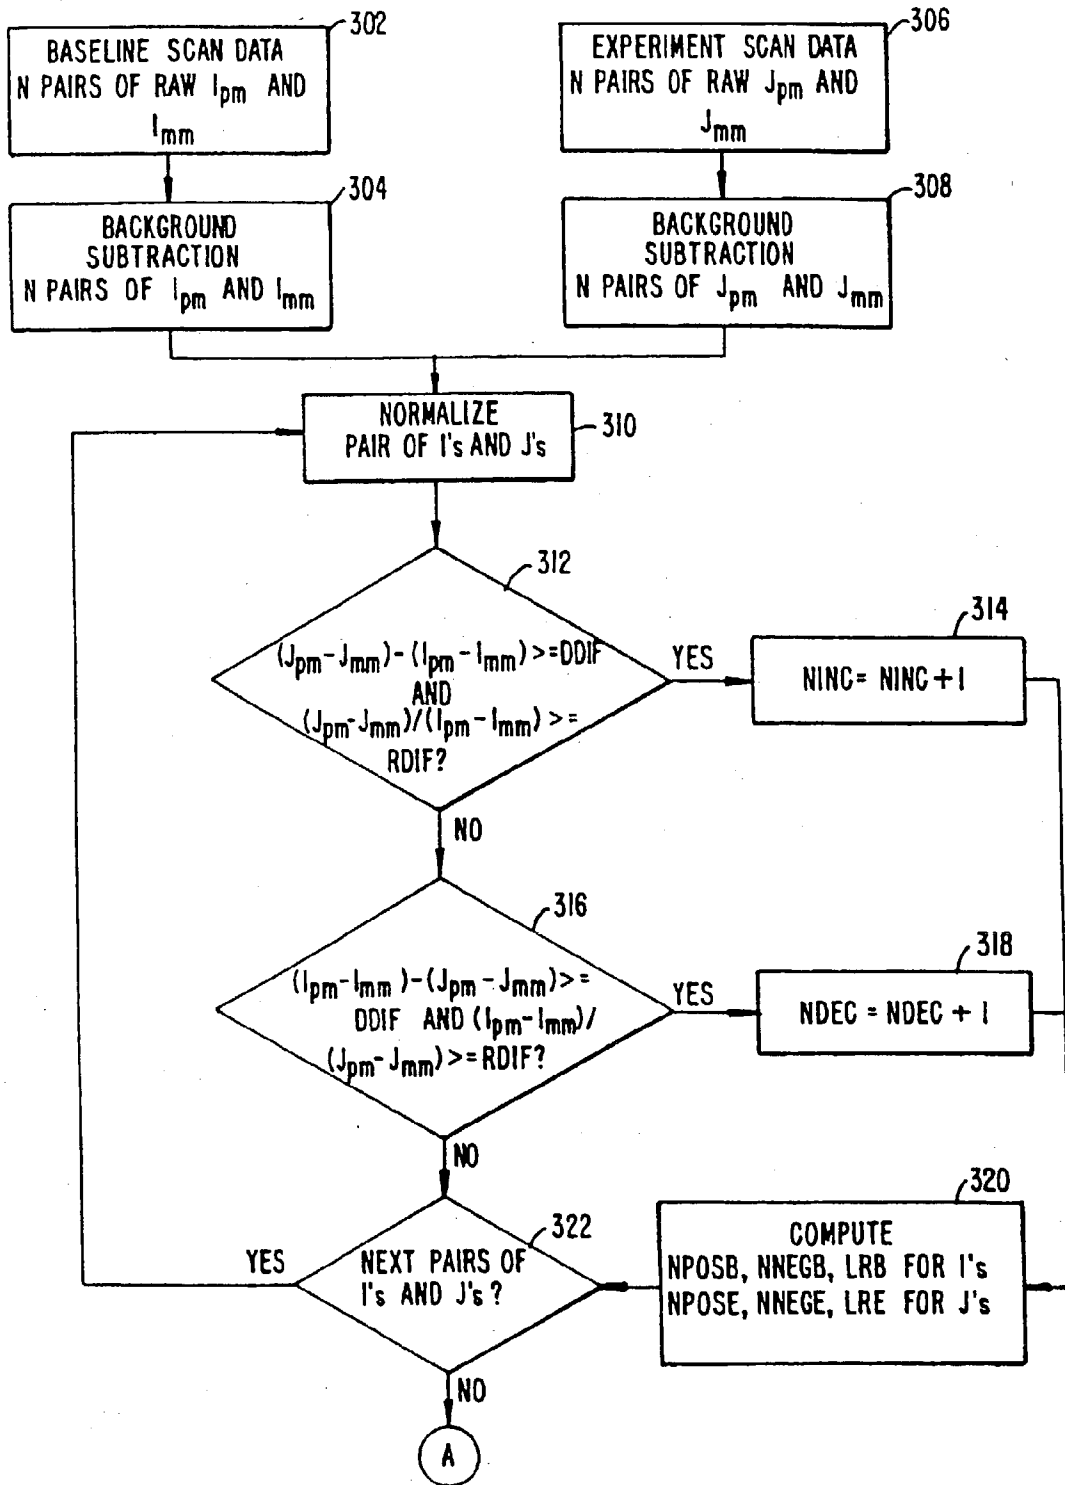 302
BASELINE SCAN DATA
N PAIRS OF RAW Ipm AND
Imm
306
EXPERIMENT SCAN DATA
N PAIRS OF RAW Jpm AND
Jmm
304
BACKGROUND
SUBTRACTION
N PAIRS OF Ipm AND Imm
308
BACKGROUND
SUBTRACTION
N PAIRS OF Jpm AND Jmm
NORMALIZE
PAIR OF I's AND J's
310
312
(Jpm-Jmm)-(Ipm-Imm)>=DDIF
AND
(Jpm-Jmm)/(Ipm-Imm)>=
RDIF?
YES
314
NINC= NINC+1
NO
316
(Ipm-Imm)-(Jpm-Jmm)>=
DDIF AND (Ipm-Imm)/
(Jpm-Jmm)>=RDIF?
YES
318
NDEC = NDEC + 1
NO
322
NEXT PAIRS OF
I's AND J's?
YES
320
COMPUTE
NPOSB, NNEGB, LRB FOR I's
NPOSE, NNEGE, LRE FOR J's
NO
A